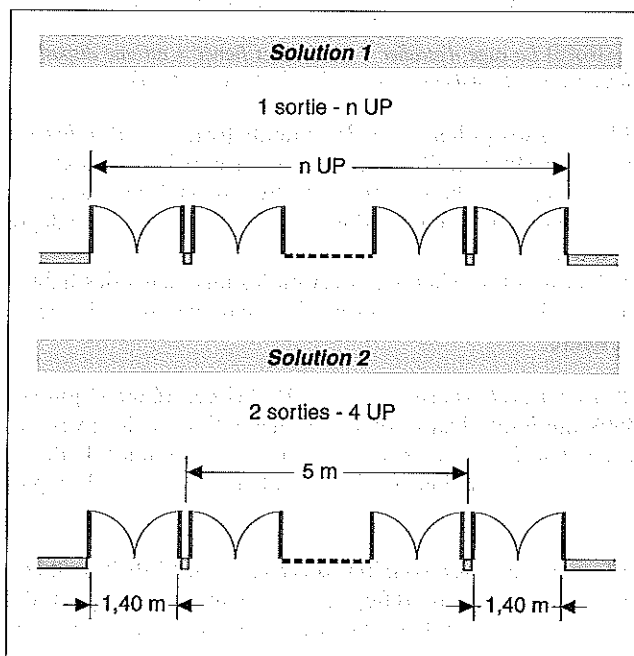 Solution 1
1 sortie - n UP
n UP
Solution 2
2 sorties - 4 UP
5 m
1,40 m 1,40 m